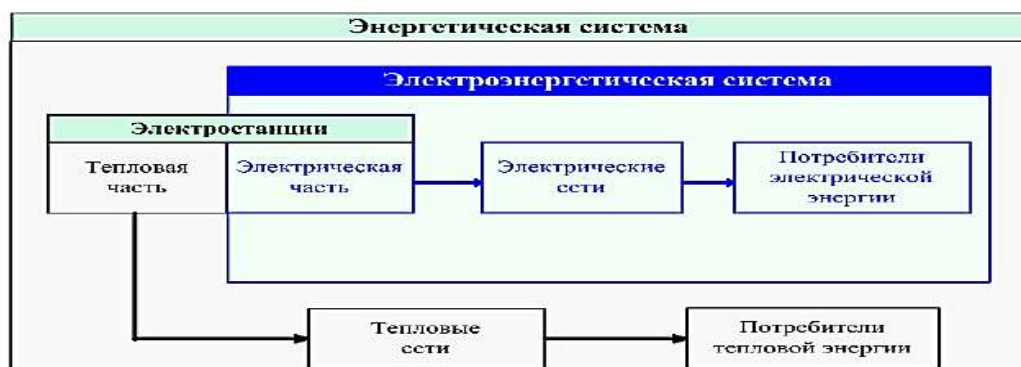 Энергетическая система
Электроэнергетическая система
Электростанции
Тепловая
часть
Электрическая
часть
Электрические
сети
Потребители
электрической
энергии
Тепловые
сети
Потребители
тепловой энергии